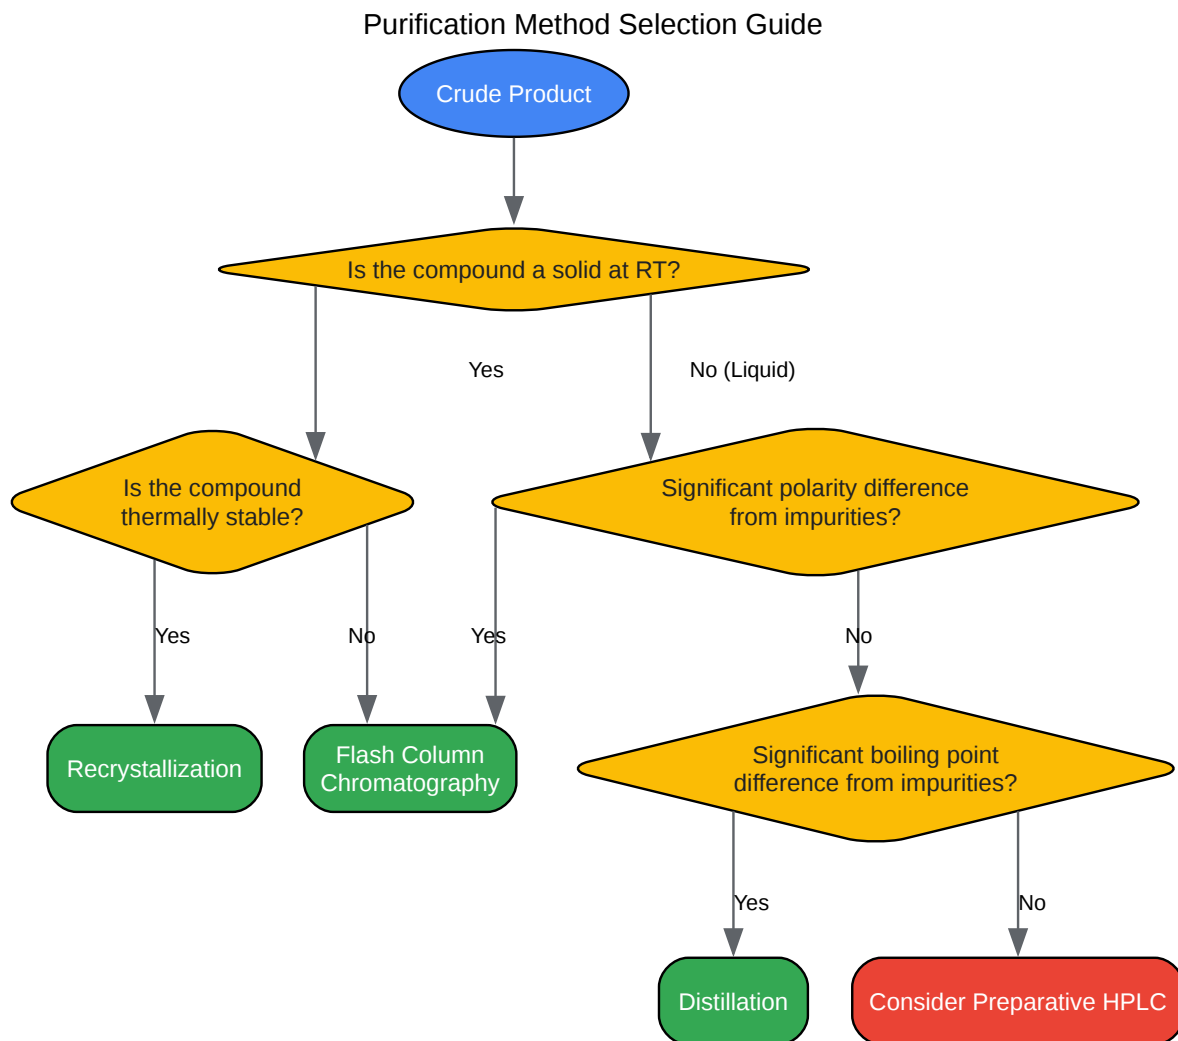 Purification Method Selection Guide
Crude Product
Is the compound a solid at RT?
Yes
No (Liquid)
Is the compound
thermally stable?
Significant polarity difference
from impurities?
Yes
No
Yes
No
Recrystallization
Flash Column
Chromatography
Significant boiling point
difference from impurities?
Yes
No
Distillation
Consider Preparative HPLC